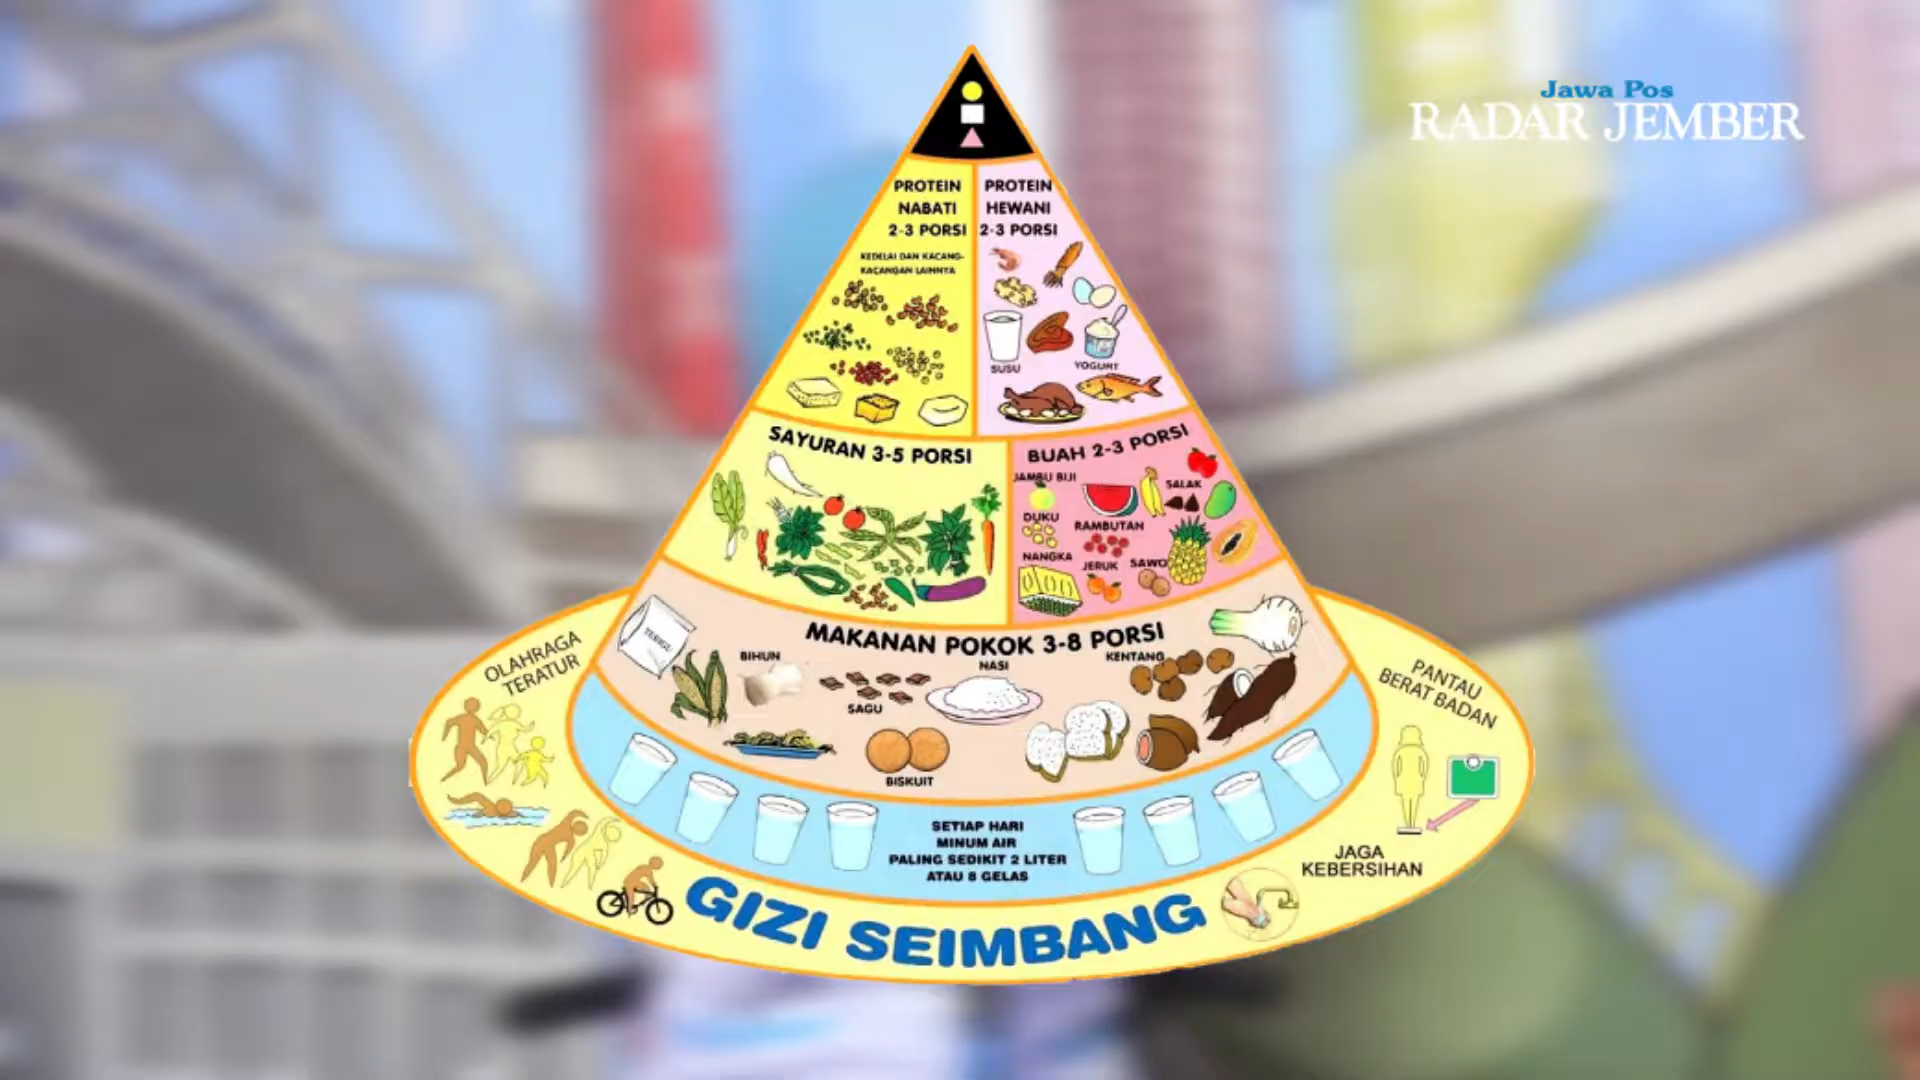 Jawa Pos
RADAR JEMBER
PROTEIN
NABATI
2-3 PORSI
PROTEIN
HEWANI
2-3 PORSI
KEDELAI DAN KACANG-
KACANGAN LAINNYA
SUSU
YOGURT
SAYURAN 3-5 PORSI
BUAH 2-3 PORSI
JAMBU BIJI
SALAK
DUKU
RAMBUTAN
NANGKA
JERUK
SAWO
MAKANAN POKOK 3-8 PORSI
TERIGU
BIHUN
NASI
KENTANG
SAGU
BISKUIT
OLAHRAGA
TERATUR
PANTAU
BERAT BADAN
SETIAP HARI
MINUM AIR
PALING SEDIKIT 2 LITER
ATAU 8 GELAS
JAGA
KEBERSIHAN
GIZI SEIMBANG